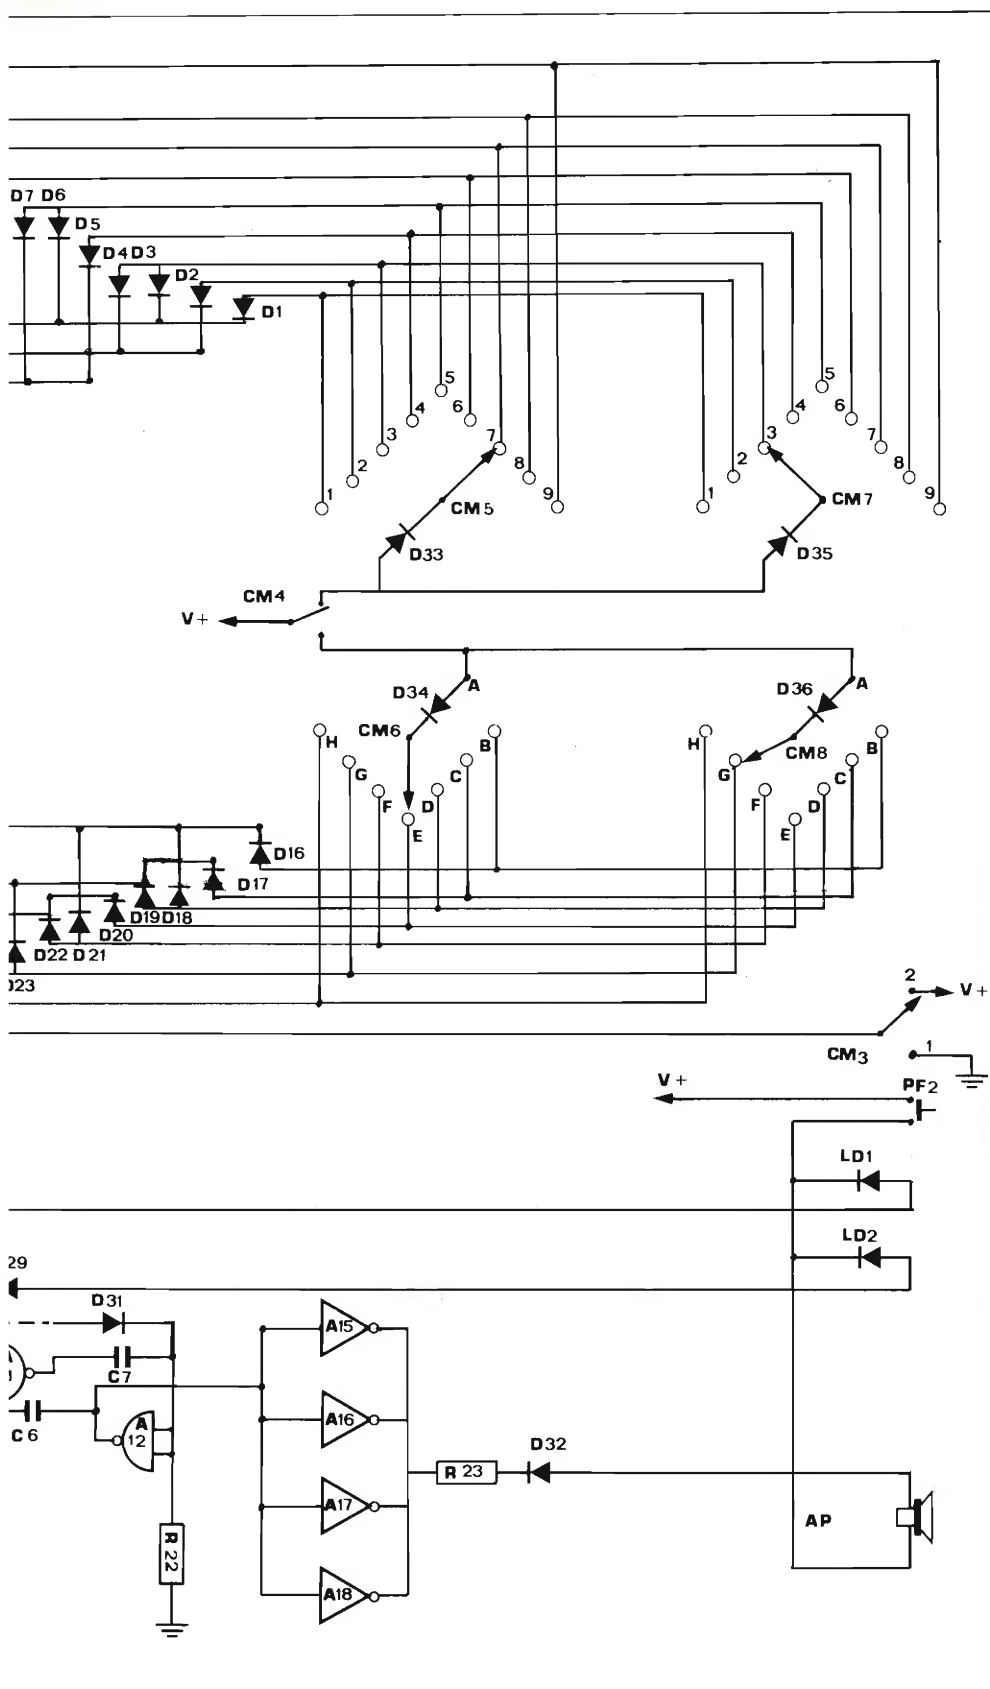 D7 D6
D5
D4 D3
D2
D1
5
5
4
4
6
6
3
7
3
7
2
8
2
8
1
9
1
9
CM5
CM7
D33
D35
CM4
V+
D34
A
D36
A
CM6
CM8
H
B
H
B
G
C
G
C
F
D
F
D
E
E
D16
D17
D19 D18
D20
D22 D21
D23
2
V+
CM3
1
V+
PF2
LD1
LD2
29
D31
A15
C7
A16
A
12
C6
D32
R 23
A17
AP
R 22
A18